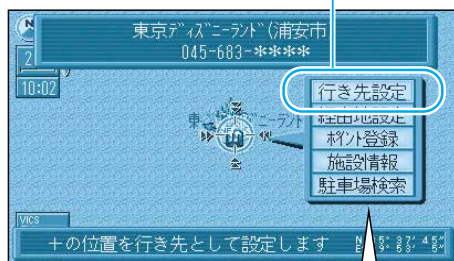 東京ディズニーランド(浦安市
045-683-****
10:02
行き先設定
経由地設定
ポイント登録
施設情報
駐車場検索
VICS
+の位置を行き先として設定します